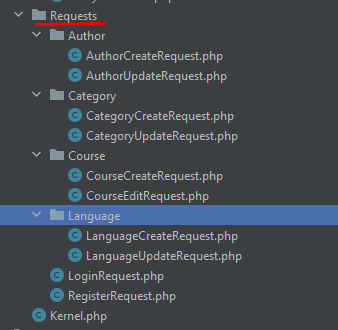 Requests
Author
AuthorCreateRequest.php
AuthorUpdateRequest.php
Category
CategoryCreateRequest.php
CategoryUpdateRequest.php
Course
CourseCreateRequest.php
CourseEditRequest.php
Language
LanguageCreateRequest.php
LanguageUpdateRequest.php
LoginRequest.php
RegisterRequest.php
Kernel.php